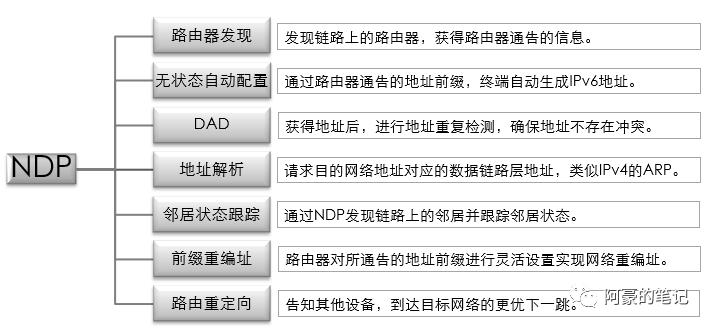 NDP
路由器发现 发现链路上的路由器，获得路由器通告的信息。
无状态自动配置 通过路由器通告的地址前缀，终端自动生成IPv6地址。
DAD 获得地址后，进行地址重复检测，确保地址不存在冲突。
地址解析 请求目的网络地址对应的数据链路层地址，类似IPv4的ARP。
邻居状态跟踪 通过NDP发现链路上的邻居并跟踪邻居状态。
前缀重编址 路由器对所通告的地址前缀进行灵活设置实现网络重编址。
路由重定向 告知其他设备，到达目标网络的更优下一跳。
阿豪的笔记